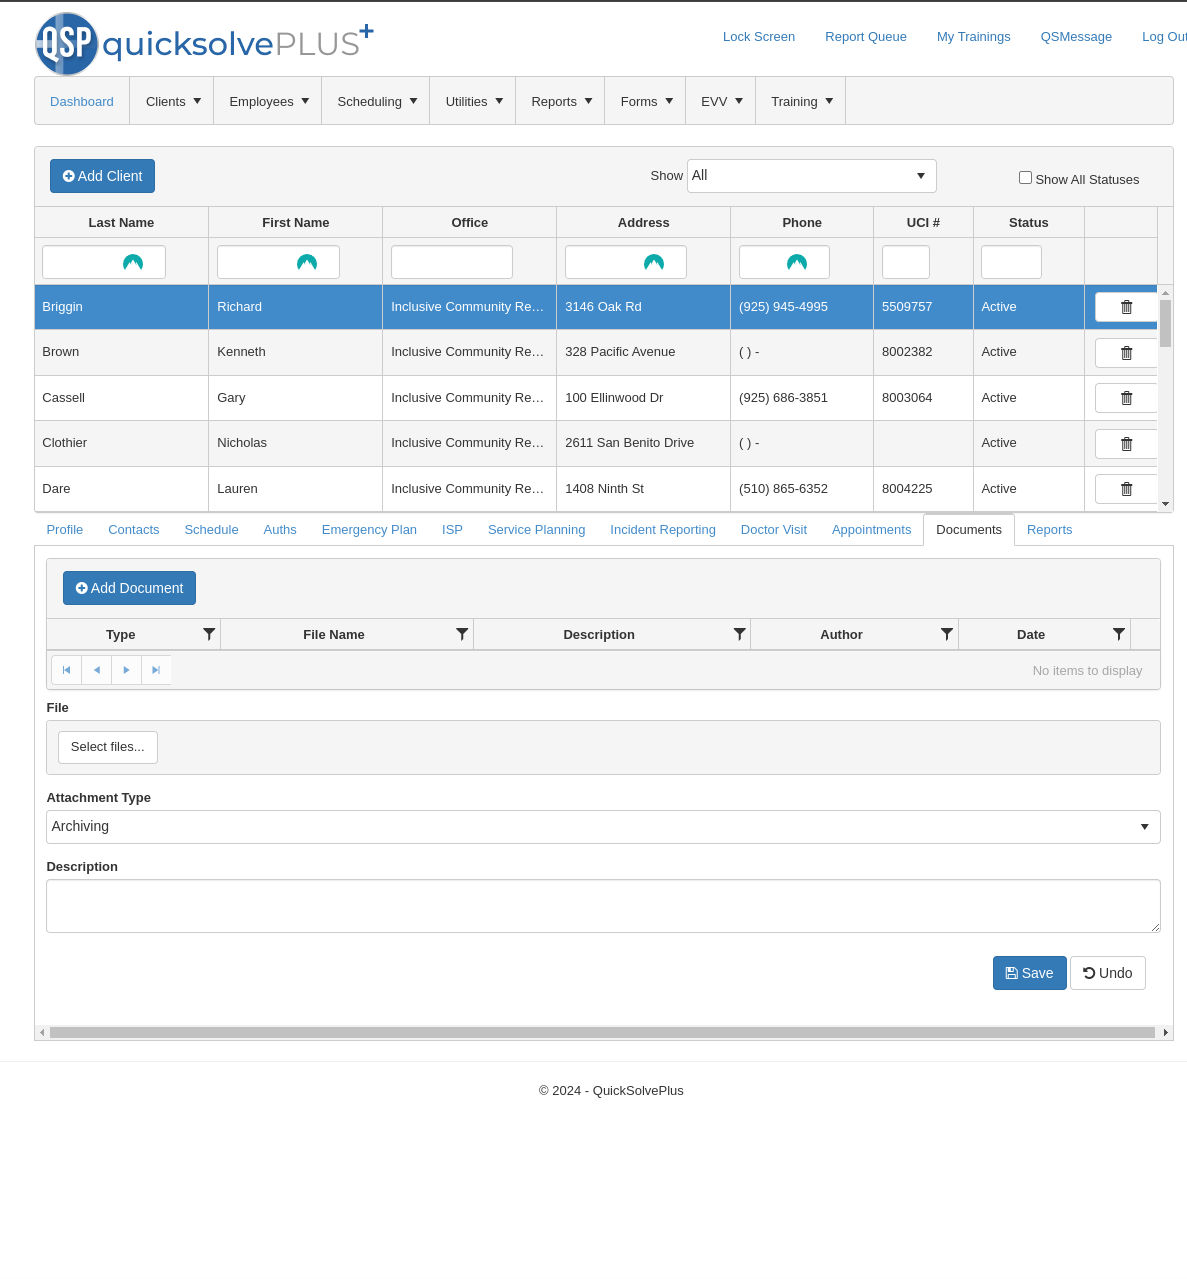 QSP quicksolvePLUS+
Lock Screen Report Queue My Trainings QSMessage Log Out
Dashboard Clients Employees Scheduling Utilities Reports Forms EVV Training
Add Client Show All Show All Statuses
Last Name First Name Office Address Phone UCI # Status
Briggin Richard Inclusive Community Re… 3146 Oak Rd (925) 945-4995 5509757 Active
Brown Kenneth Inclusive Community Re… 328 Pacific Avenue ( ) - 8002382 Active
Cassell Gary Inclusive Community Re… 100 Ellinwood Dr (925) 686-3851 8003064 Active
Clothier Nicholas Inclusive Community Re… 2611 San Benito Drive ( ) - Active
Dare Lauren Inclusive Community Re… 1408 Ninth St (510) 865-6352 8004225 Active
Profile Contacts Schedule Auths Emergency Plan ISP Service Planning Incident Reporting Doctor Visit Appointments Documents Reports
Add Document
Type File Name Description Author Date
No items to display
File
Select files...
Attachment Type
Archiving
Description
Save Undo
© 2024 - QuickSolvePlus